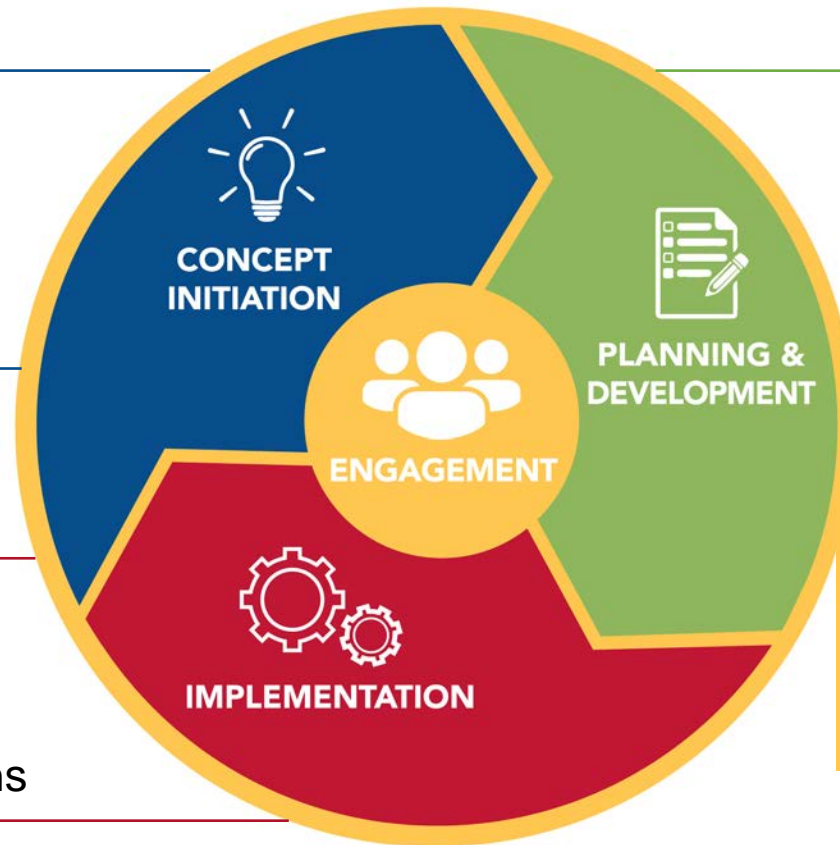 CONCEPT
INITIATION
PLANNING &
DEVELOPMENT
ENGAGEMENT
IMPLEMENTATION